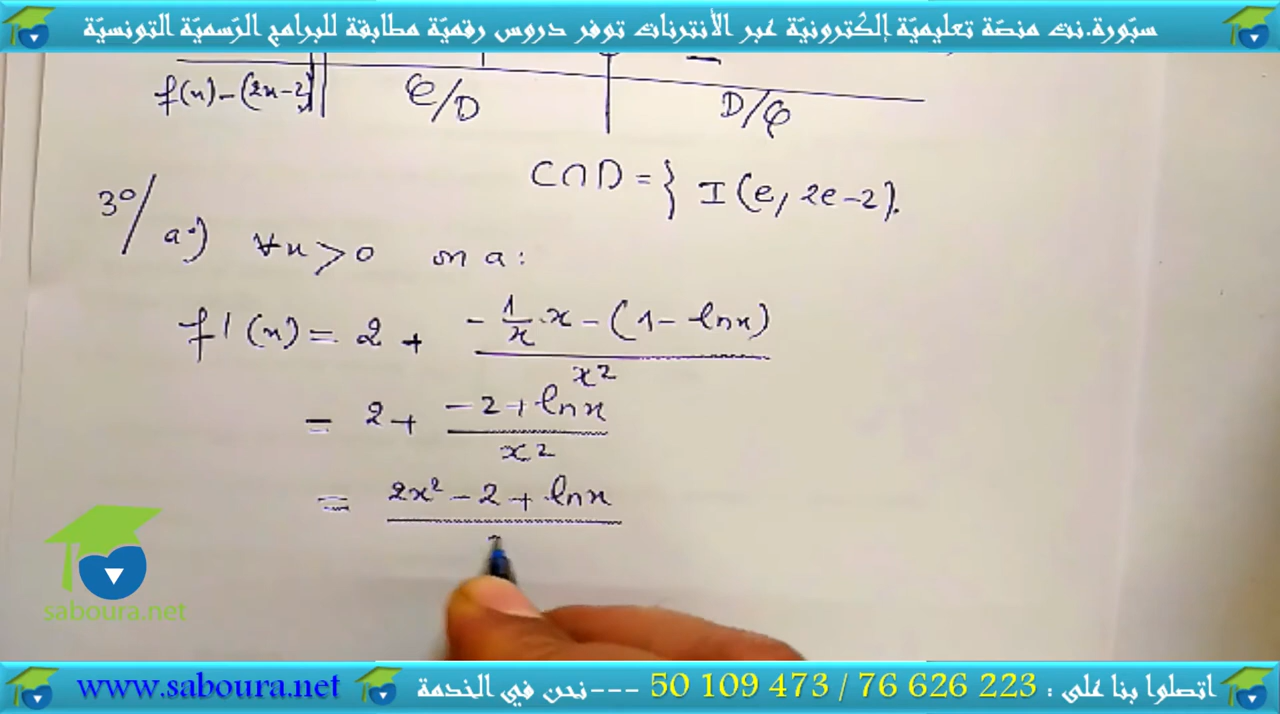 سبّورة.نت منصّة تعليميّة إلكترونيّة عبر الأنترنات توفر دروس رقميّة مطابقة للبرامج الرّسميّة التونسيّة
f(x)-(2x-2) | C/D | D/C
C∩D = { I(e, 2e-2).
3°/ a.) ∀x > 0 on a:
f'(x) = 2 + (-1/x . x - (1 - ln x)) / x²
= 2 + (-2 + ln x) / x²
= (2x² - 2 + ln x) /
saboura.net
www.saboura.net اتصلوا بنا على : 223 626 76 / 473 109 50 ---نحن في الخدمة